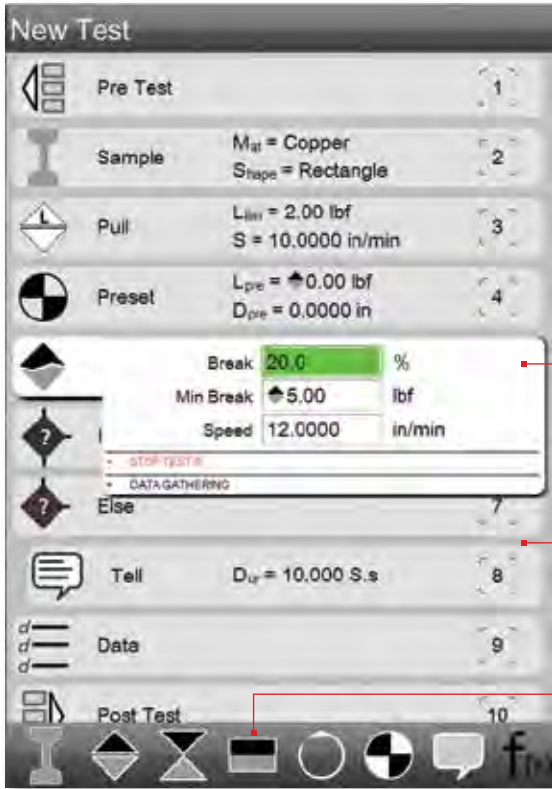 New Test
Pre Test 1
Sample Mat = Copper 2
Shape = Rectangle
Pull Llim = 2.00 lbf 3
S = 10.0000 in/min
Preset Lpre = 0.00 lbf 4
Dpre = 0.0000 in
Break 20.0 %
Min Break 5.00 lbf
Speed 12.0000 in/min
DATA GATHERING
Else 7
Tell Dur = 10.000 S.s 8
d
d
d
Data 9
Post Test 10